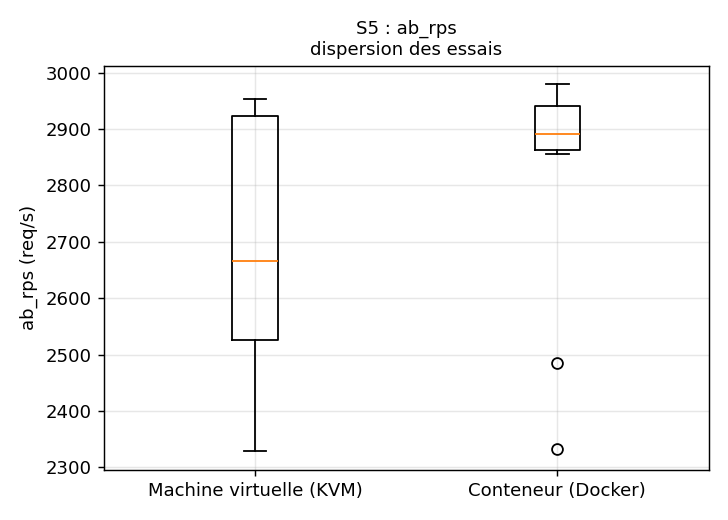 S5 : ab_rps
dispersion des essais
ab_rps (req/s)
3000
2900
2800
2700
2600
2500
2400
2300
Machine virtuelle (KVM)
Conteneur (Docker)